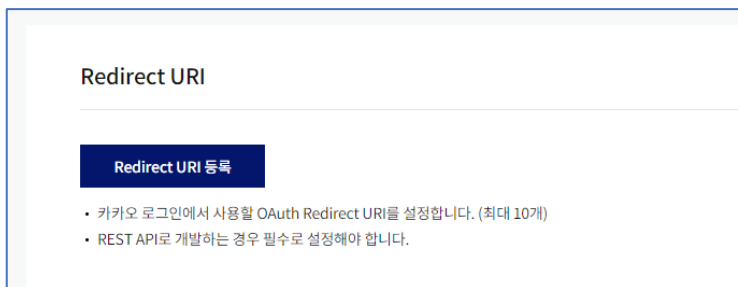 Redirect URI
Redirect URI 등록
• 카카오 로그인에서 사용할 OAuth Redirect URI를 설정합니다. (최대 10개)
• REST API로 개발하는 경우 필수로 설정해야 합니다.